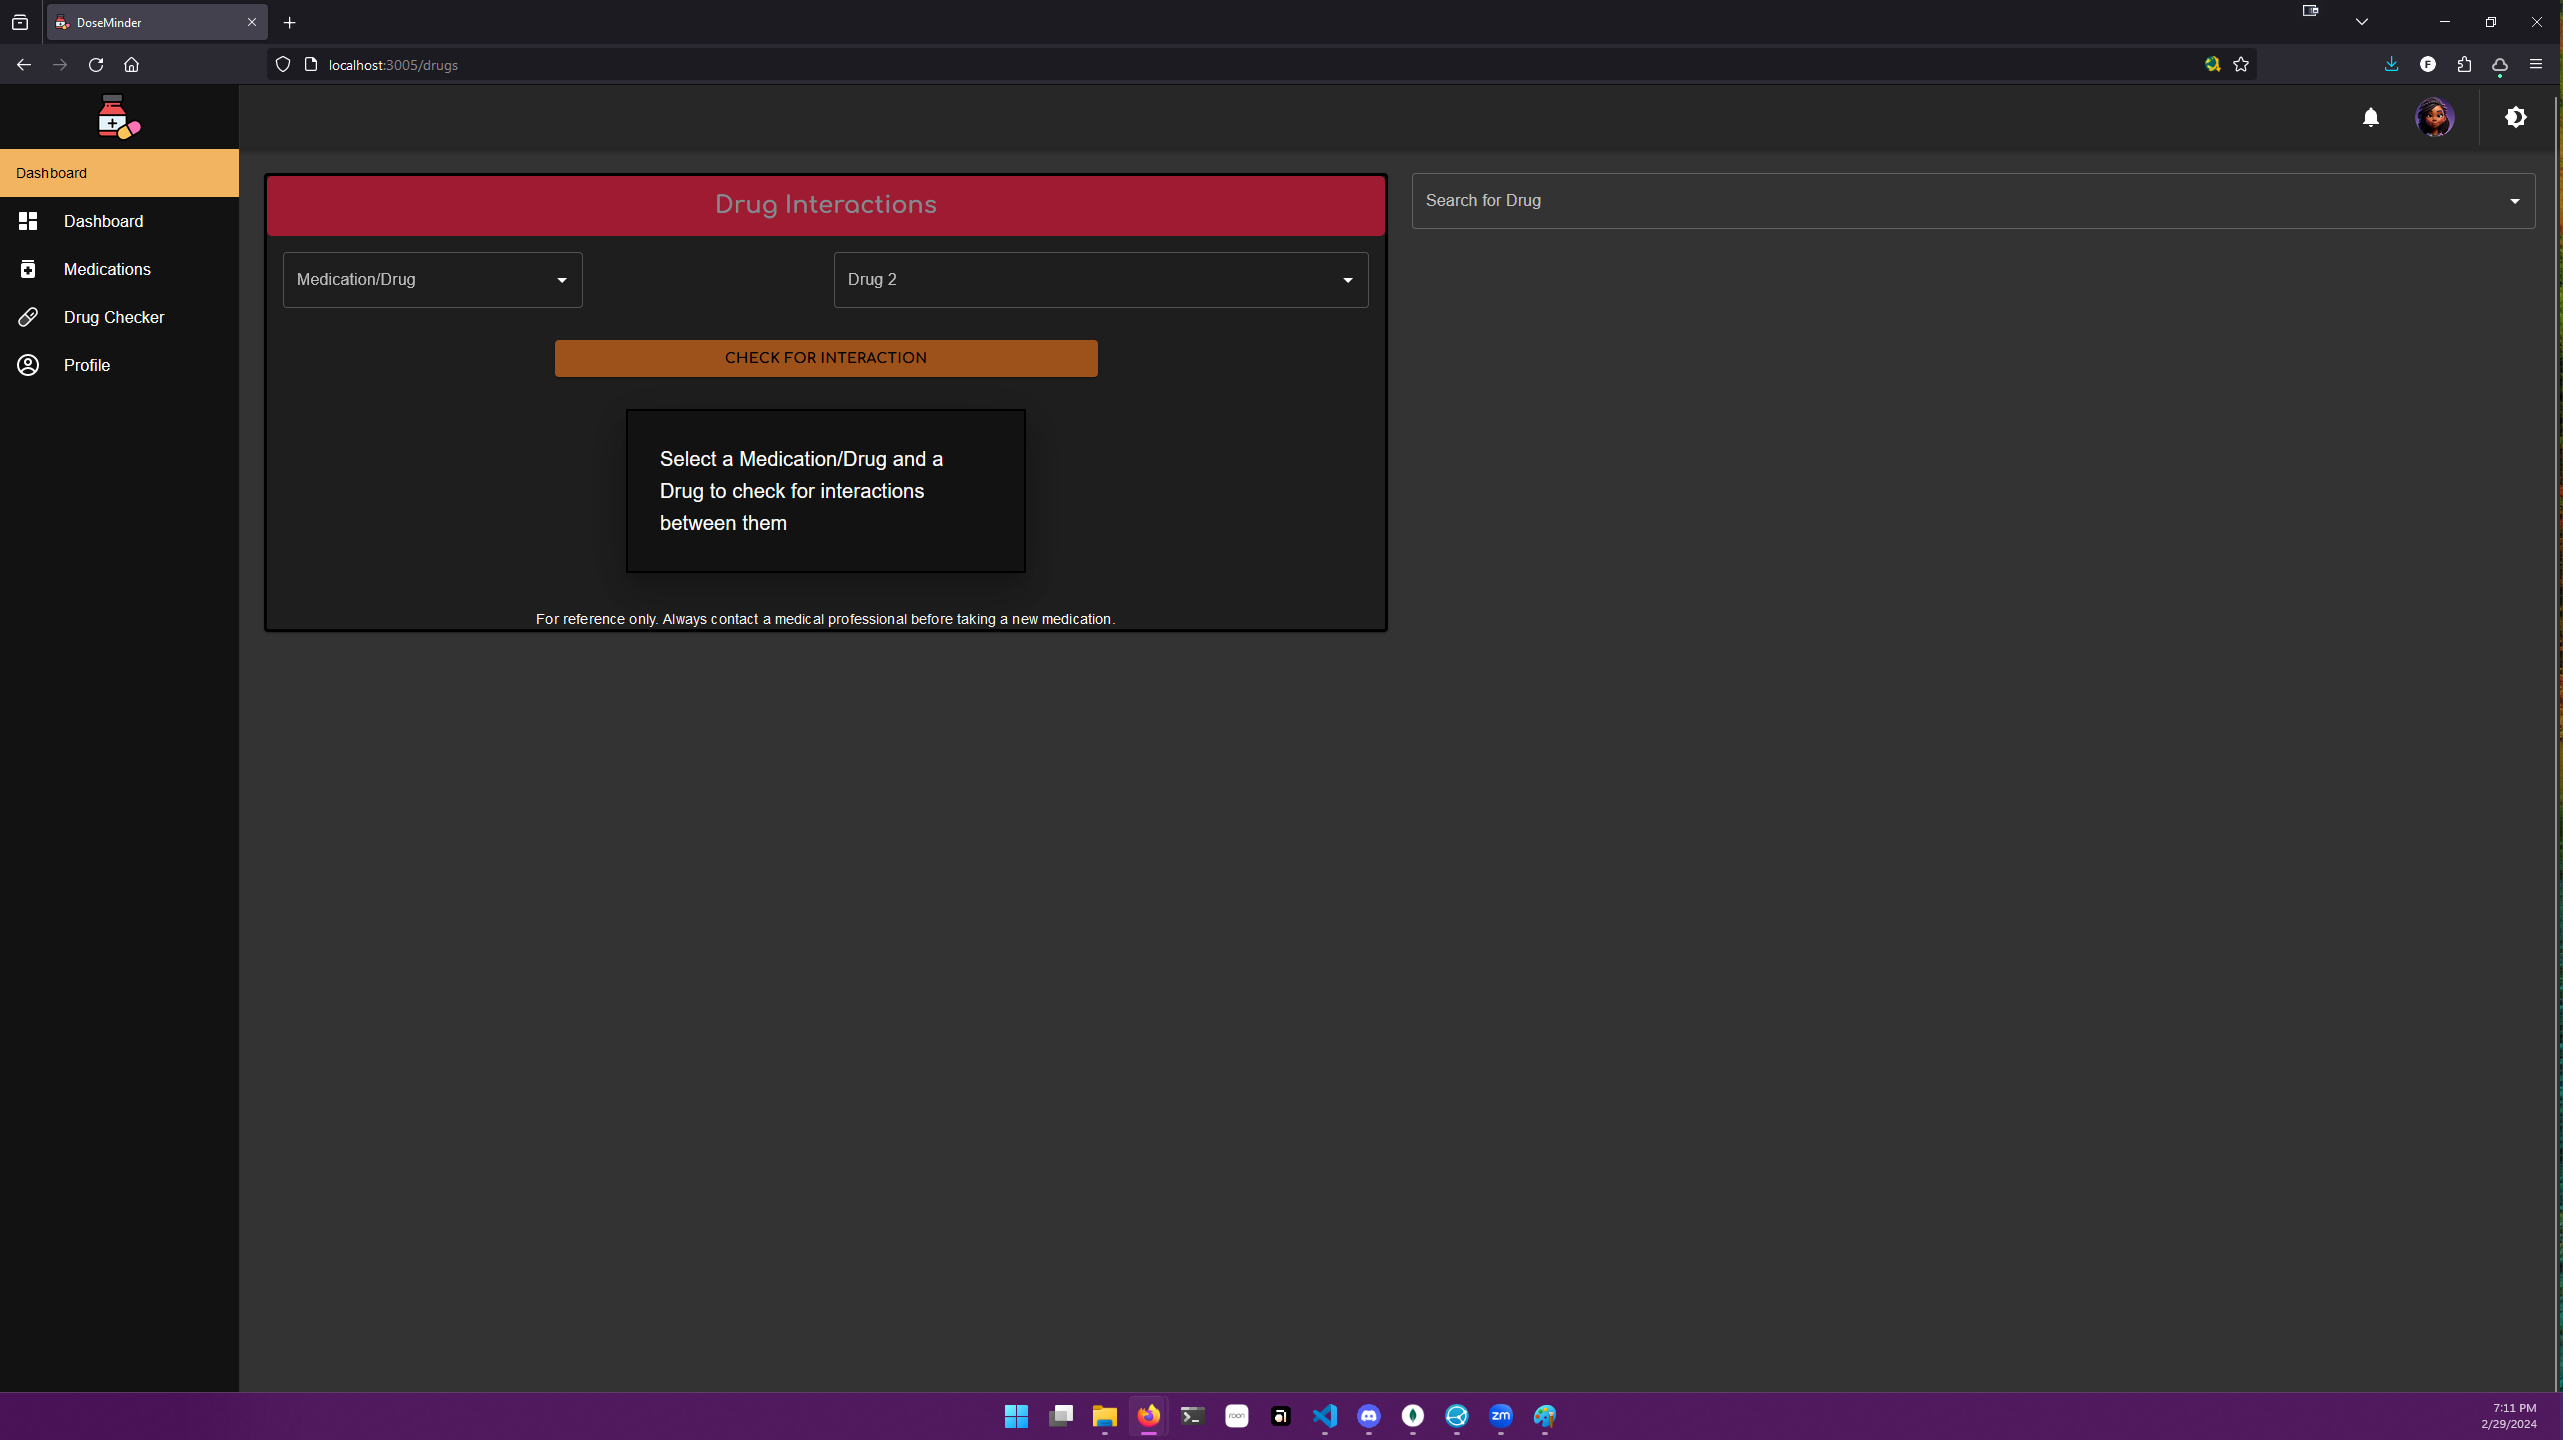 DoseMinder
localhost:3005/drugs
F
Dashboard
Dashboard
Medications
Drug Checker
Profile
Drug Interactions
Medication/Drug
Drug 2
CHECK FOR INTERACTION
Select a Medication/Drug and a
Drug to check for interactions
between them
For reference only. Always contact a medical professional before taking a new medication.
Search for Drug
roon
zm
7:11 PM
2/29/2024